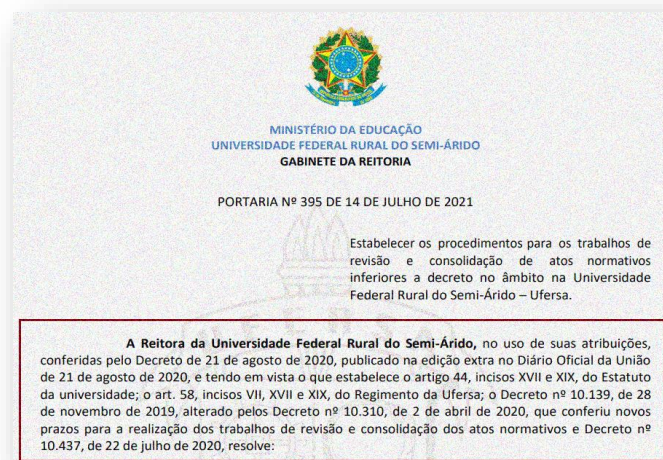 MINISTÉRIO DA EDUCAÇÃO
UNIVERSIDADE FEDERAL RURAL DO SEMI-ÁRIDO
GABINETE DA REITORIA
PORTARIA Nº 395 DE 14 DE JULHO DE 2021
Estabelecer os procedimentos para os trabalhos de
revisão e consolidação de atos normativos
inferiores a decreto no âmbito na Universidade
Federal Rural do Semi-Árido – Ufersa.
A Reitora da Universidade Federal Rural do Semi-Árido, no uso de suas atribuições,
conferidas pelo Decreto de 21 de agosto de 2020, publicado na edição extra no Diário Oficial da União
de 21 de agosto de 2020, e tendo em vista o que estabelece o artigo 44, incisos XVII e XIX, do Estatuto
da universidade; o art. 58, incisos VII, XVII e XIX, do Regimento da Ufersa; o Decreto nº 10.139, de 28
de novembro de 2019, alterado pelos Decreto nº 10.310, de 2 de abril de 2020, que conferiu novos
prazos para a realização dos trabalhos de revisão e consolidação dos atos normativos e Decreto nº
10.437, de 22 de julho de 2020, resolve: